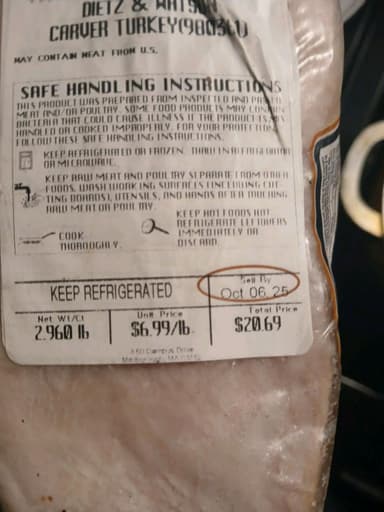 DIETZ & WATSON
CARVER TURKEY(900361)
MAY CONTAIN MEAT FROM U.S.
SAFE HANDLING INSTRUCTIONS
THIS PRODUCT WAS PREPARED FROM INSPECTED AND PASSED
MEAT AND/OR POULTRY. SOME FOOD PRODUCTS MAY CONTAIN
BACTERIA THAT COULD CAUSE ILLNESS IF THE PRODUCT IS MIS
HANDLED OR COOKED IMPROPERLY. FOR YOUR PROTECTION,
FOLLOW THESE SAFE HANDLING INSTRUCTIONS.
KEEP REFRIGERATED OR FROZEN. THAW IN REFRIGERATOR
OR MICROWAVE.
KEEP RAW MEAT AND POULTRY SEPARATE FROM OTHER
FOODS. WASH WORKING SURFACES (INCLUDING CUT
TING BOARDS), UTENSILS, AND HANDS AFTER TOUCHING
RAW MEAT OR POULTRY.
KEEP HOT FOODS HOT.
REFRIGERATE LEFTOVERS
IMMEDIATELY OR
DISCARD.
COOK
THOROUGHLY.
KEEP REFRIGERATED
Sell By
Oct 06 25
Net Wt/Ct
2.960 lb
Unit Price
$6.99/lb.
Total Price
$20.69
Campus Drive